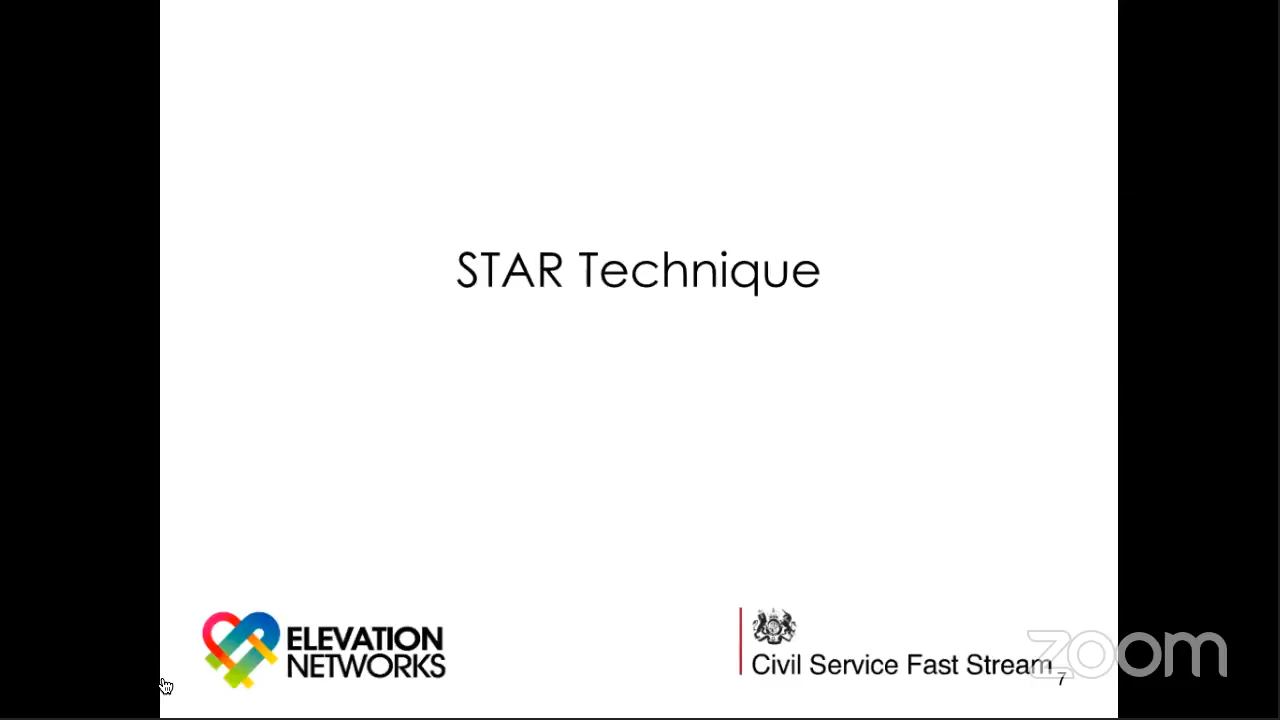 STAR Technique
ELEVATION
NETWORKS
Civil Service Fast Stream
7
zoom